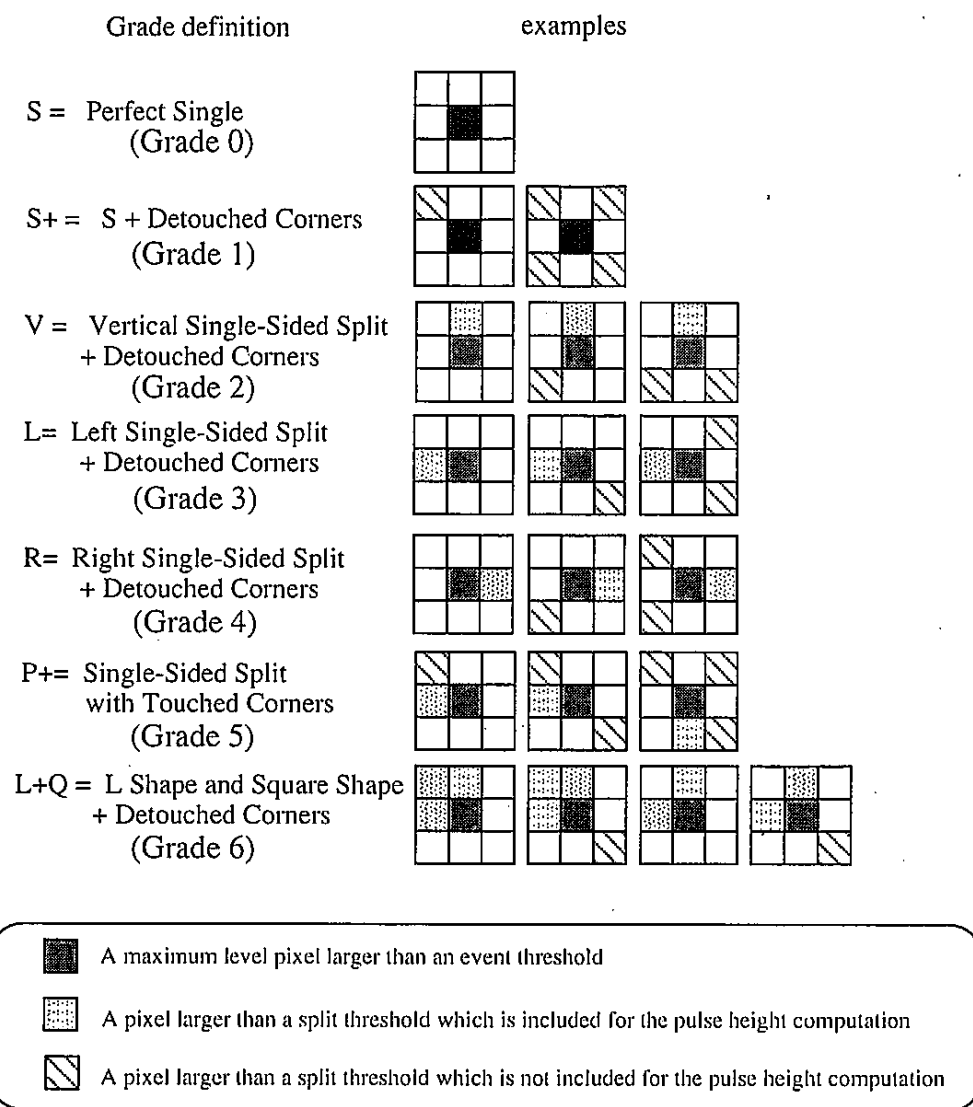 Grade definition examples
S = Perfect Single
(Grade 0)
S+ = S + Detouched Corners
(Grade 1)
V = Vertical Single-Sided Split
+ Detouched Corners
(Grade 2)
L= Left Single-Sided Split
+ Detouched Corners
(Grade 3)
R= Right Single-Sided Split
+ Detouched Corners
(Grade 4)
P+= Single-Sided Split
with Touched Corners
(Grade 5)
L+Q = L Shape and Square Shape
+ Detouched Corners
(Grade 6)
A maximum level pixel larger than an event threshold
A pixel larger than a split threshold which is included for the pulse height computation
A pixel larger than a split threshold which is not included for the pulse height computation